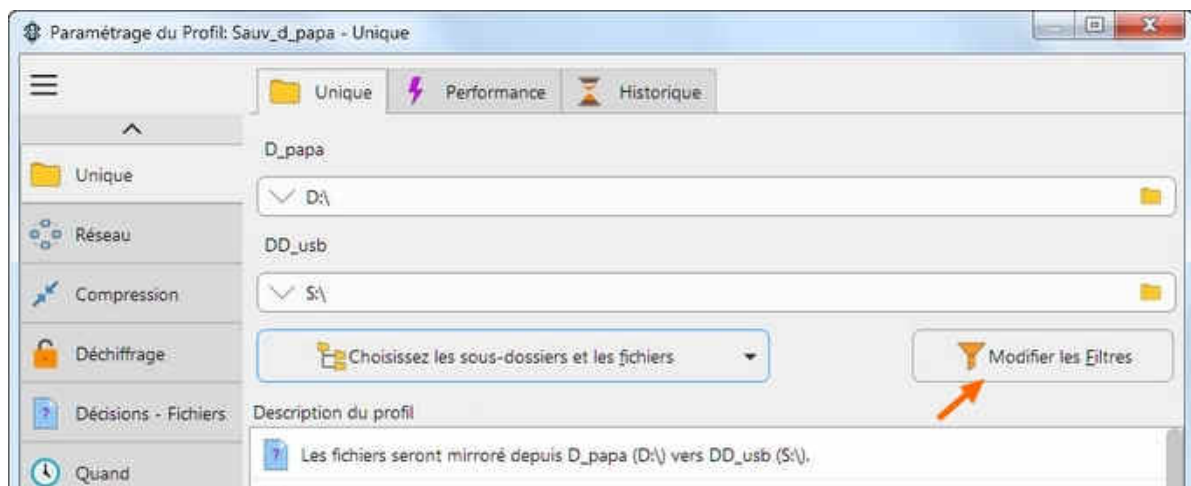 Paramétrage du Profil: Sauv_d_papa - Unique
Unique Performance Historique
D_papa
Unique
D:\
Réseau
DD_usb
Compression
S:\
Déchiffrage
Choisissez les sous-dossiers et les fichiers
Modifier les Filtres
Décisions - Fichiers
Description du profil
Les fichiers seront mirroré depuis D_papa (D:\) vers DD_usb (S:\).
Quand